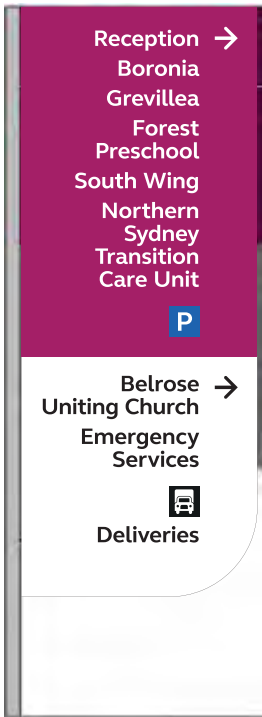 Reception →
Boronia
Grevillea
Forest
Preschool
South Wing
Northern
Sydney
Transition
Care Unit
P
Belrose →
Uniting Church
Emergency
Services
Deliveries